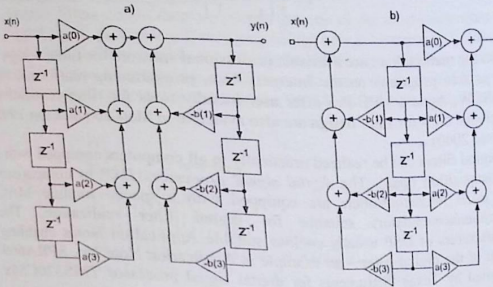 a)
x(n)
a(0)
+
+
y(n)
Z⁻¹
Z⁻¹
a(1)
+
+
-b(1)
Z⁻¹
Z⁻¹
a(2)
+
+
-b(2)
Z⁻¹
Z⁻¹
a(3)
-b(3)
b)
x(n)
+
a(0)
+
Z⁻¹
+
-b(1)
a(1)
+
Z⁻¹
+
-b(2)
a(2)
+
Z⁻¹
-b(3)
a(3)